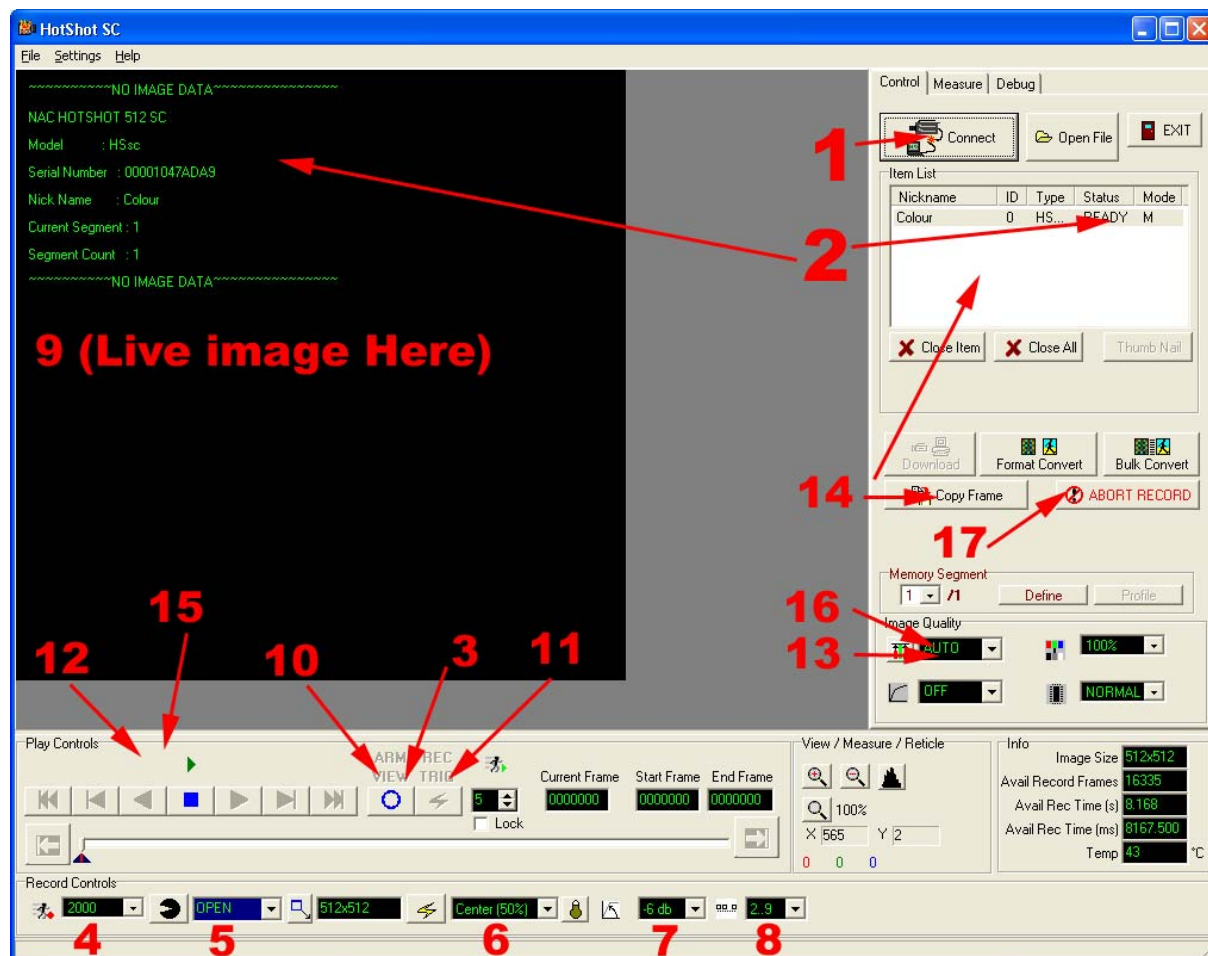 HotShot SC
File Settings Help
~~~~~~~~~~NO IMAGE DATA~~~~~~~~~~~~~~~
NAC HOTSHOT 512 SC
Model : HSsc
Serial Number : 00001047ADA9
Nick Name : Colour
Current Segment : 1
Segment Count : 1
~~~~~~~~~~NO IMAGE DATA~~~~~~~~~~~~~~~
9 (Live image Here)
Control Measure Debug
1
Connect Open File EXIT
Item List
Nickname ID Type Status Mode
Colour 0 HS... READY M
2
Close Item Close All Thumb Nail
Download Format Convert Bulk Convert
14
Copy Frame ABORT RECORD
17
Memory Segment
1 /1 Define Profile
16
Image Quality
AUTO 100%
13
OFF NORMAL
12 15 10 3 11
Play Controls
ARM REC
VIEW TRIG
5
Lock
Current Frame Start Frame End Frame
0000000 0000000 0000000
View / Measure / Reticle
100%
X 565 Y 2
0 0 0
Info
Image Size 512x512
Avail Record Frames 16335
Avail Rec Time (s) 8.168
Avail Rec Time (ms) 8167.500
Temp 43 °C
Record Controls
2000 OPEN 512x512 Center (50%) -6 db 2..9
4 5 6 7 8